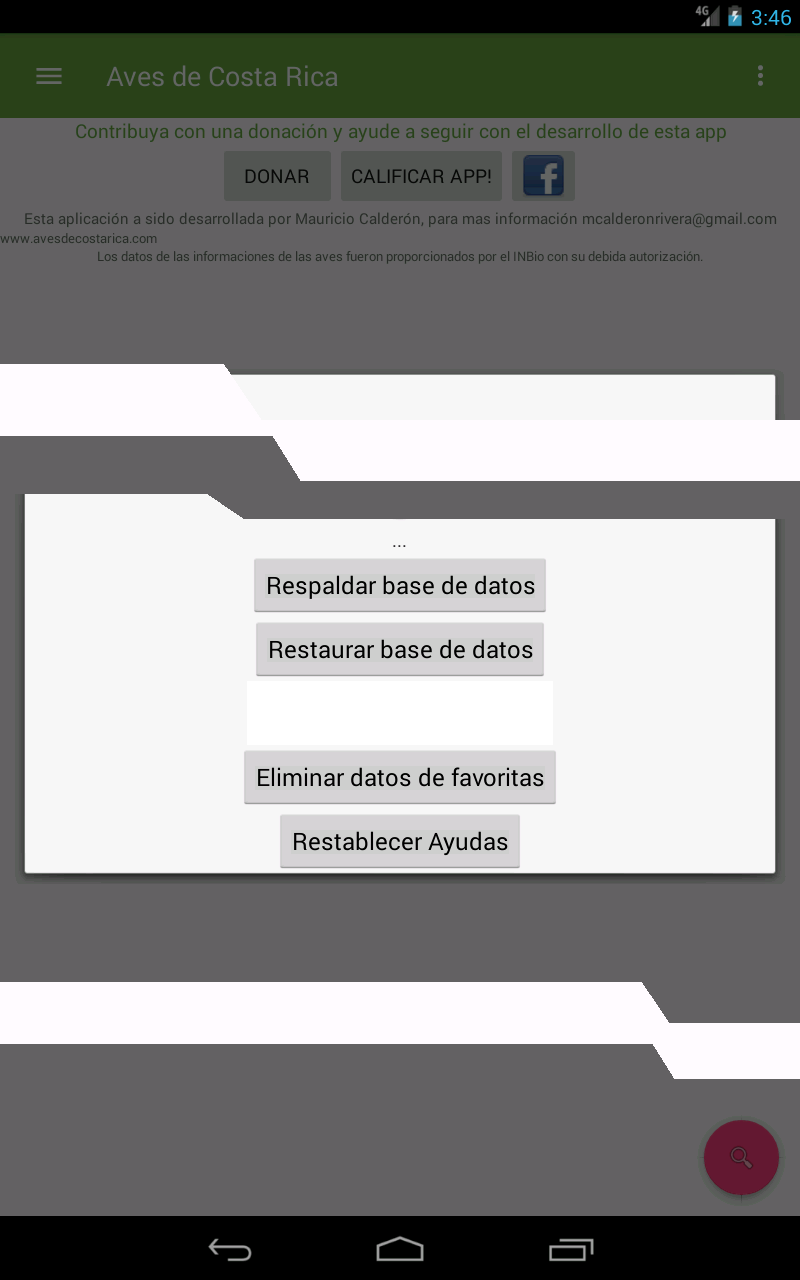 4G 3:46
Aves de Costa Rica
Contribuya con una donación y ayude a seguir con el desarrollo de esta app
DONAR CALIFICAR APP! f
Esta aplicación a sido desarrollada por Mauricio Calderón, para mas información mcalderonrivera@gmail.com
www.avesdecostarica.com
Los datos de las informaciones de las aves fueron proporcionados por el INBio con su debida autorización.
...
Respaldar base de datos
Restaurar base de datos
Eliminar datos de favoritas
Restablecer Ayudas